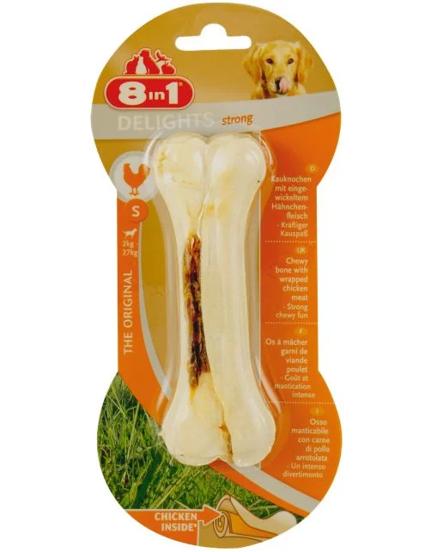 8in1
DELIGHTS strong
S
2kg -
27kg
THE ORIGINAL
D
Kauknochen
mit einge-
wickeltem
Hähnchen-
fleisch
- Kräftiger
Kauspaß
UK
Chewy
bone with
wrapped
chicken
meat
- Strong
chewy fun
F
Os à mâcher
garni de
viande
poulet
- Goût et
mastication
intense
I
Osso
masticabile
con carne
di pollo
arrotolata
- Un intenso
divertimento
CHICKEN
INSIDE